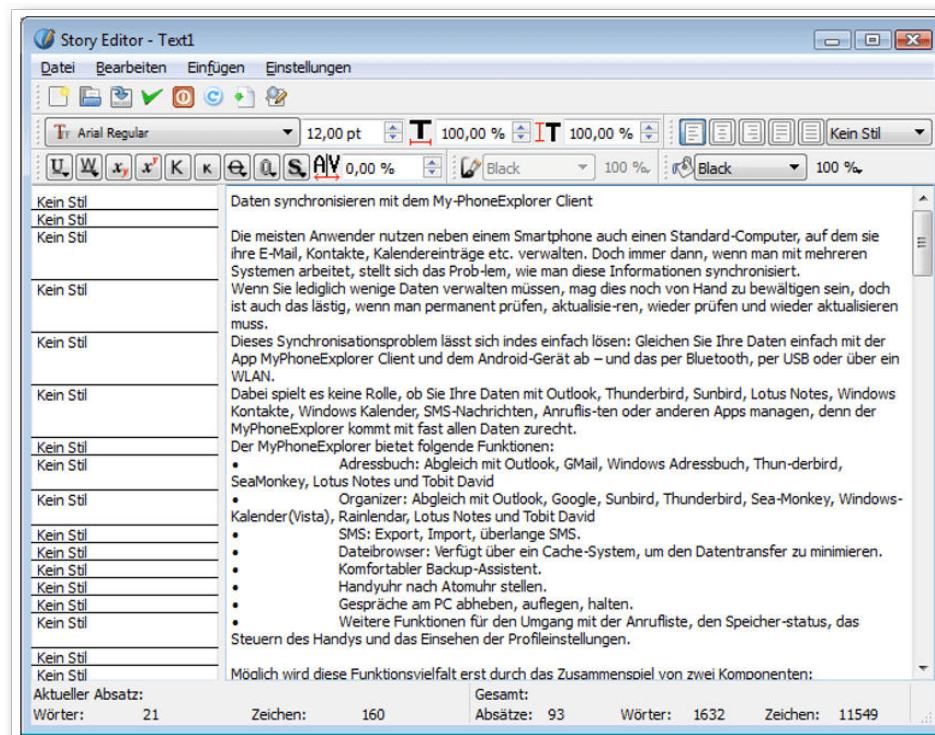 Story Editor - Text1
Datei Bearbeiten Einfügen Einstellungen
Arial Regular 12,00 pt 100,00 % 100,00 % Kein Stil
0,00 % Black 100 % Black 100 %
Kein Stil Daten synchronisieren mit dem My-PhoneExplorer Client
Kein Stil
Kein Stil Die meisten Anwender nutzen neben einem Smartphone auch einen Standard-Computer, auf dem sie
ihre E-Mail, Kontakte, Kalendereinträge etc. verwalten. Doch immer dann, wenn man mit mehreren
Systemen arbeitet, stellt sich das Prob-lem, wie man diese Informationen synchronisiert.
Kein Stil Wenn Sie lediglich wenige Daten verwalten müssen, mag dies noch von Hand zu bewältigen sein, doch
ist auch das lästig, wenn man permanent prüfen, aktualisie-ren, wieder prüfen und wieder aktualisieren
muss.
Kein Stil Dieses Synchronisationsproblem lässt sich indes einfach lösen: Gleichen Sie Ihre Daten einfach mit der
App MyPhoneExplorer Client und dem Android-Gerät ab – und das per Bluetooth, per USB oder über ein
WLAN.
Kein Stil Dabei spielt es keine Rolle, ob Sie Ihre Daten mit Outlook, Thunderbird, Sunbird, Lotus Notes, Windows
Kontakte, Windows Kalender, SMS-Nachrichten, Anruflis-ten oder anderen Apps managen, denn der
MyPhoneExplorer kommt mit fast allen Daten zurecht.
Kein Stil Der MyPhoneExplorer bietet folgende Funktionen:
Kein Stil • Adressbuch: Abgleich mit Outlook, GMail, Windows Adressbuch, Thun-derbird,
SeaMonkey, Lotus Notes und Tobit David
Kein Stil • Organizer: Abgleich mit Outlook, Google, Sunbird, Thunderbird, Sea-Monkey, Windows-
Kalender(Vista), Rainlendar, Lotus Notes und Tobit David
Kein Stil • SMS: Export, Import, überlange SMS.
Kein Stil • Dateibrowser: Verfügt über ein Cache-System, um den Datentransfer zu minimieren.
Kein Stil • Komfortabler Backup-Assistent.
Kein Stil • Handyuhr nach Atomuhr stellen.
Kein Stil • Gespräche am PC abheben, auflegen, halten.
Kein Stil • Weitere Funktionen für den Umgang mit der Anrufliste, den Speicher-status, das
Steuern des Handys und das Einsehen der Profileinstellungen.
Kein Stil
Kein Stil Möglich wird diese Funktionsvielfalt erst durch das Zusammenspiel von zwei Komponenten:
Aktueller Absatz: Gesamt:
Wörter: 21 Zeichen: 160 Absätze: 93 Wörter: 1632 Zeichen: 11549